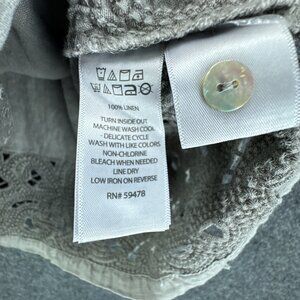 100% LINEN
TURN INSIDE OUT
MACHINE WASH COOL
- DELICATE CYCLE
WASH WITH LIKE COLORS
NON-CHLORINE
BLEACH WHEN NEEDED
LINE DRY
LOW IRON ON REVERSE
RN# 59478